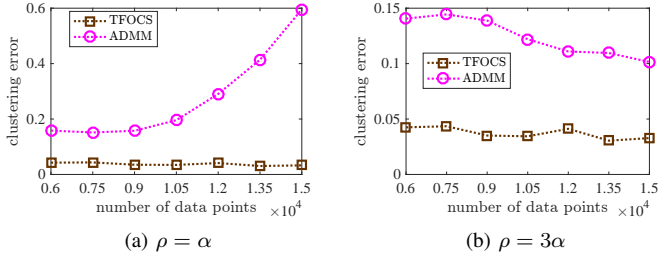 0.6
TFOCS
ADMM
0.4
0.2
0
clustering error
0.6 0.75 0.9 1.05 1.2 1.35 1.5
number of data points ×10^4
(a) ρ = α
0.15
TFOCS
ADMM
0.1
0.05
0
clustering error
0.6 0.75 0.9 1.05 1.2 1.35 1.5
number of data points ×10^4
(b) ρ = 3α